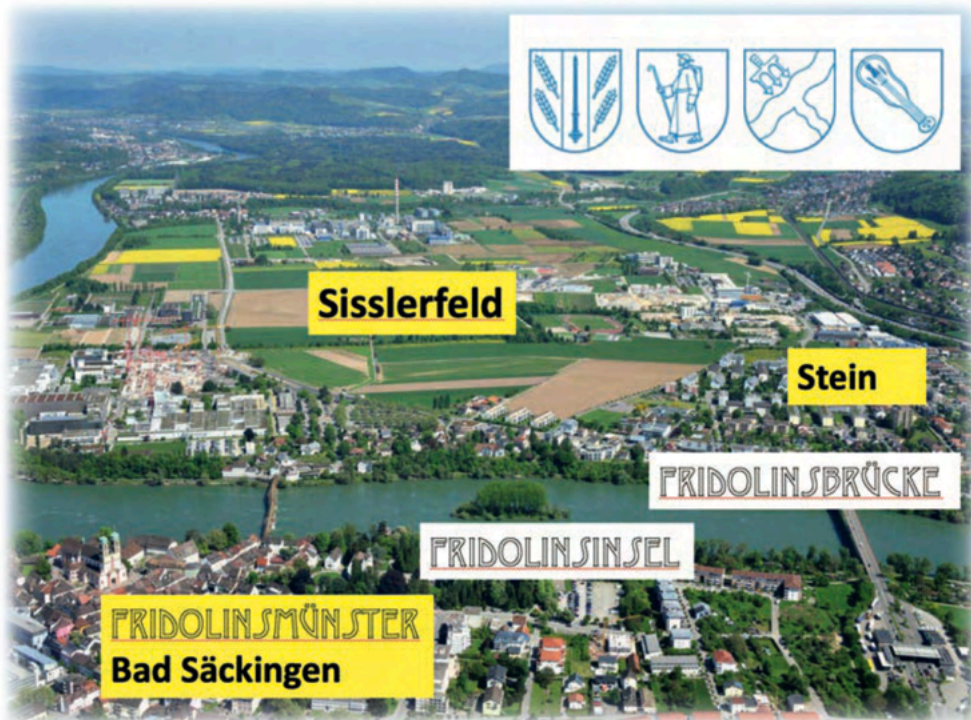 Sisslerfeld
Stein
FRIDOLINSBRÜCKE
FRIDOLINSINSEL
FRIDOLINSMÜNSTER
Bad Säckingen